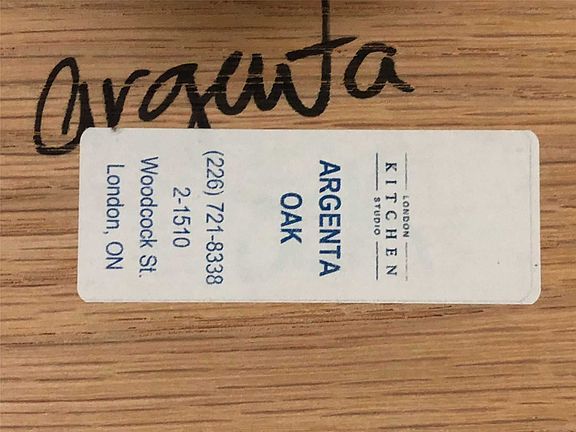 argenta
LONDON
KITCHEN
STUDIO
ARGENTA
OAK
(226) 721-8338
2-1510
Woodcock St.
London, ON